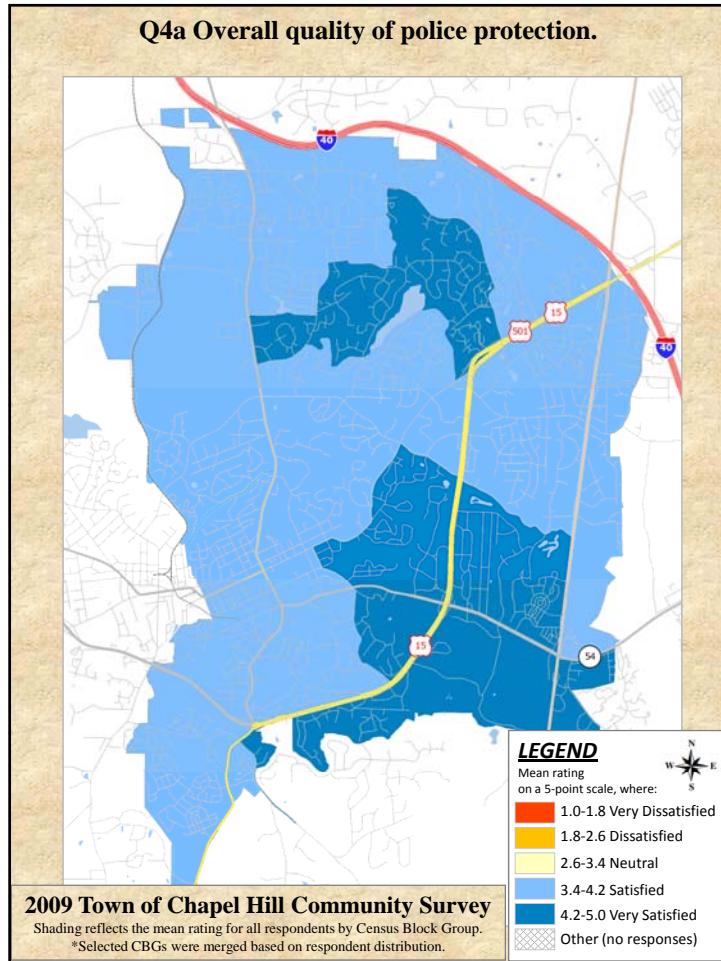 Q4a Overall quality of police protection.
40
15
501
40
15
54
LEGEND
Mean rating
on a 5-point scale, where:
N
W E
S
1.0-1.8 Very Dissatisfied
1.8-2.6 Dissatisfied
2.6-3.4 Neutral
3.4-4.2 Satisfied
4.2-5.0 Very Satisfied
Other (no responses)
2009 Town of Chapel Hill Community Survey
Shading reflects the mean rating for all respondents by Census Block Group.
*Selected CBGs were merged based on respondent distribution.